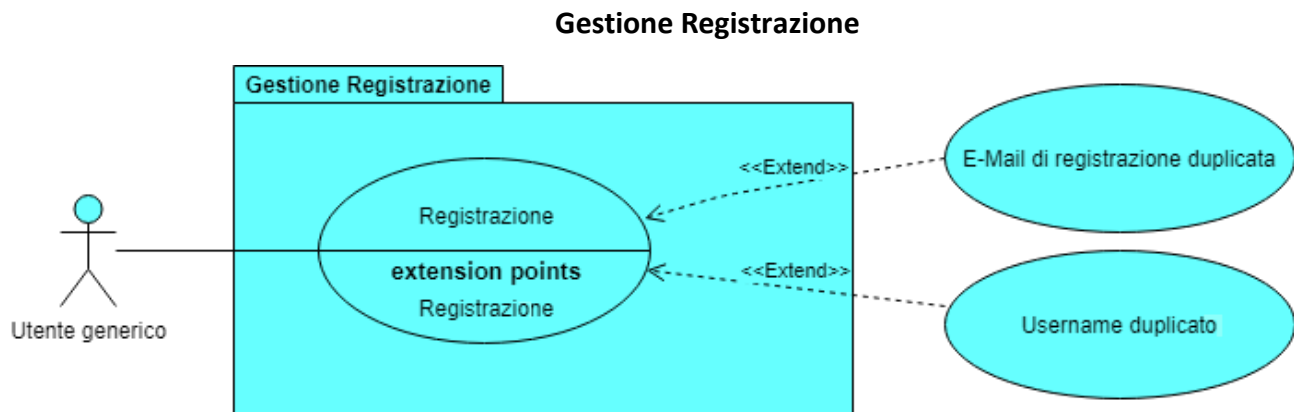 Gestione Registrazione
Gestione Registrazione
E-Mail di registrazione duplicata
<<Extend>>
Registrazione
extension points
<<Extend>>
Registrazione
Username duplicato
Utente generico